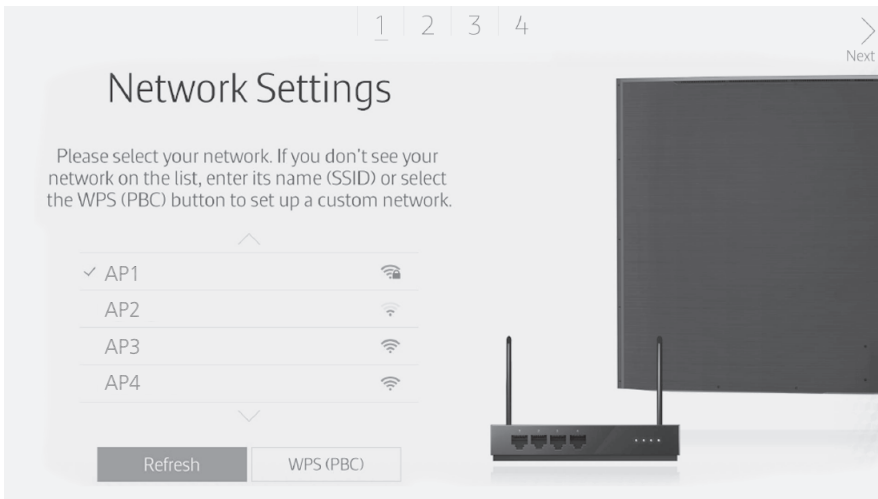 1 2 3 4
Next
Network Settings
Please select your network. If you don't see your
network on the list, enter its name (SSID) or select
the WPS (PBC) button to set up a custom network.
AP1
AP2
AP3
AP4
Refresh WPS (PBC)